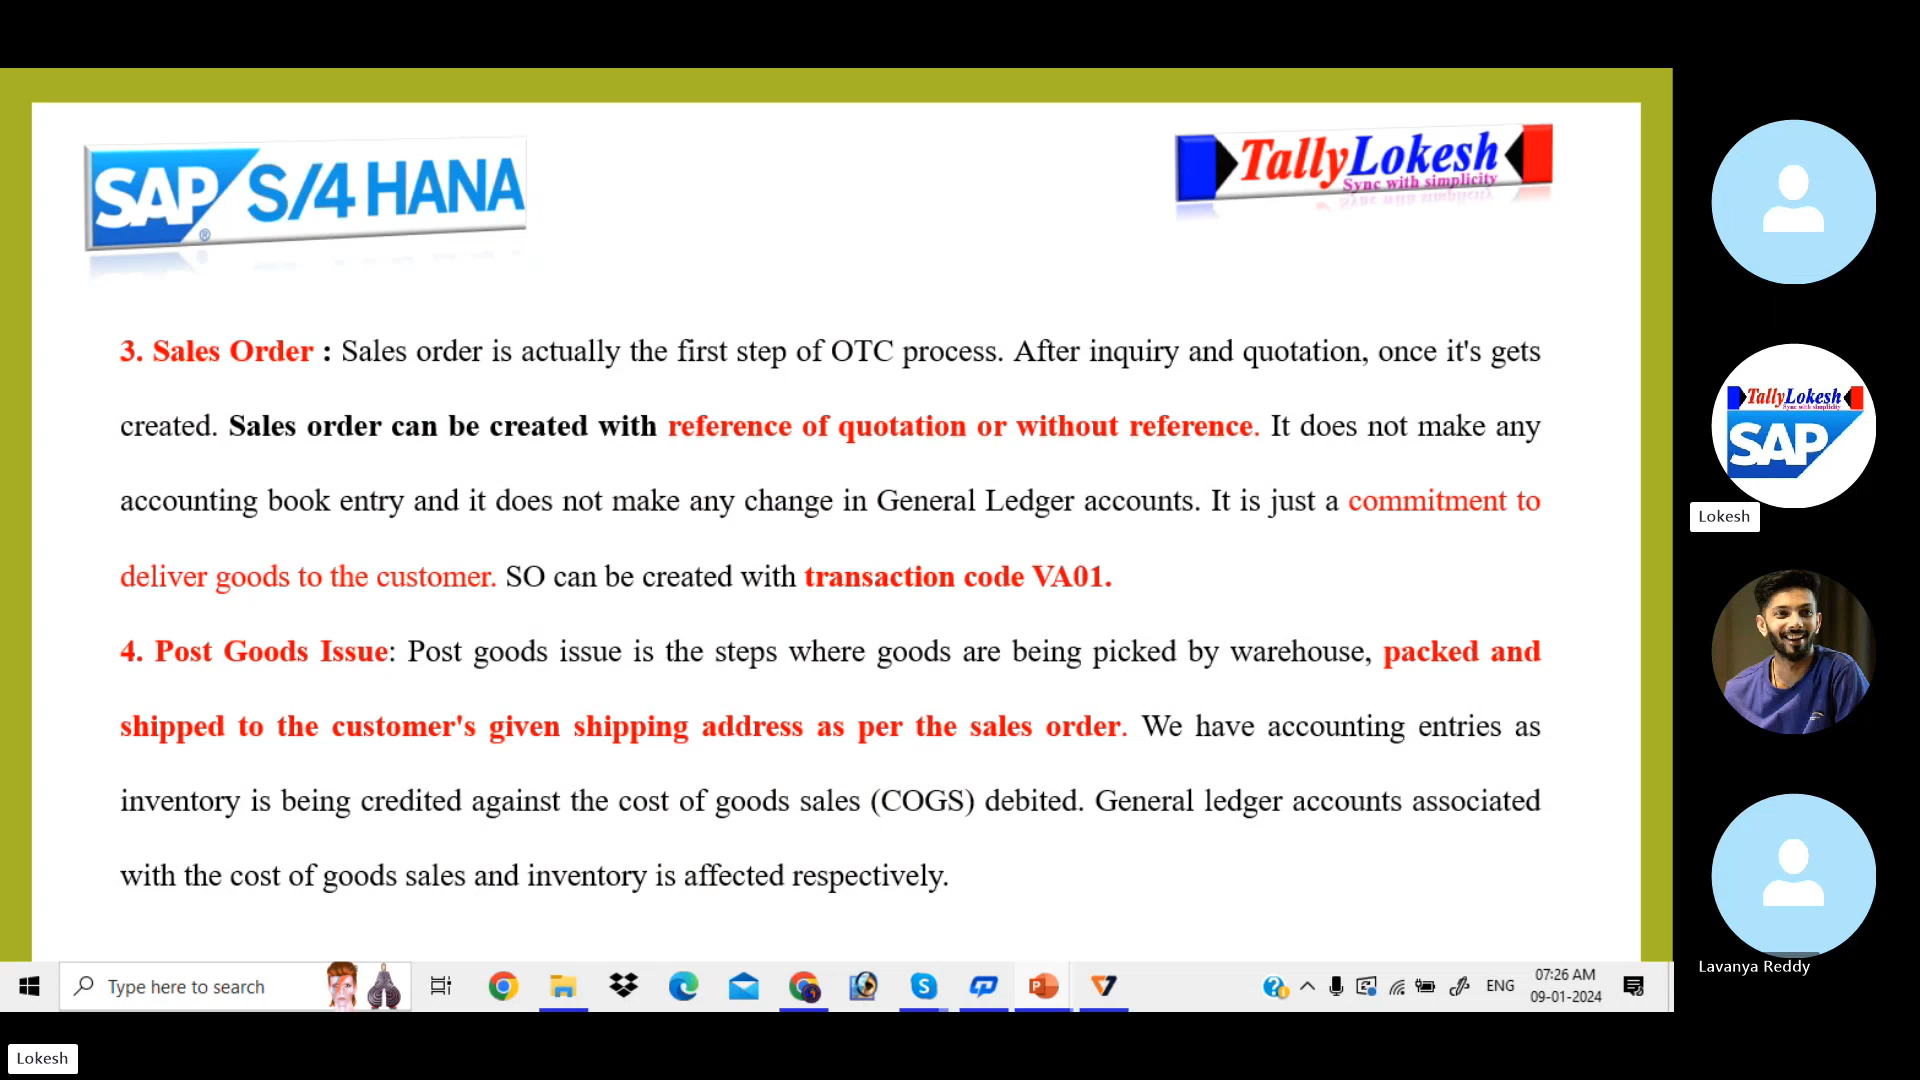 SAP S/4HANA
®
TallyLokesh
Sync with simplicity
3. Sales Order : Sales order is actually the first step of OTC process. After inquiry and quotation, once it's gets
created. Sales order can be created with reference of quotation or without reference. It does not make any
accounting book entry and it does not make any change in General Ledger accounts. It is just a commitment to
deliver goods to the customer. SO can be created with transaction code VA01.
4. Post Goods Issue: Post goods issue is the steps where goods are being picked by warehouse, packed and
shipped to the customer's given shipping address as per the sales order. We have accounting entries as
inventory is being credited against the cost of goods sales (COGS) debited. General ledger accounts associated
with the cost of goods sales and inventory is affected respectively.
TallyLokesh
Sync with simplicity
SAP
Lokesh
Lavanya Reddy
Type here to search
ENG
07:26 AM
09-01-2024
Lokesh